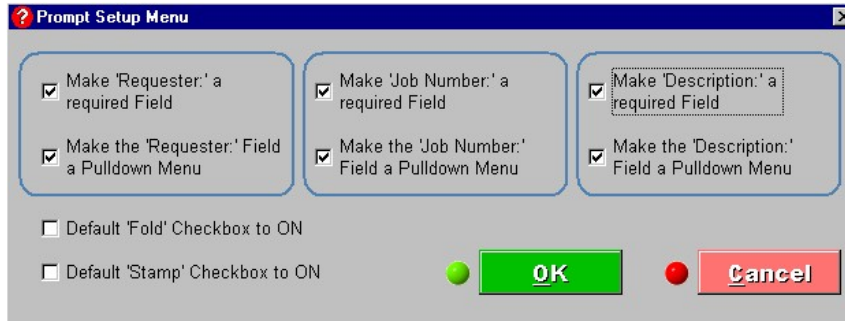 Prompt Setup Menu
Make 'Requester:' a
required Field
Make the 'Requester:' Field
a Pulldown Menu
Make 'Job Number:' a
required Field
Make the 'Job Number:'
Field a Pulldown Menu
Make 'Description:' a
required Field
Make the 'Description:'
Field a Pulldown Menu
Default 'Fold' Checkbox to ON
Default 'Stamp' Checkbox to ON
OK
Cancel